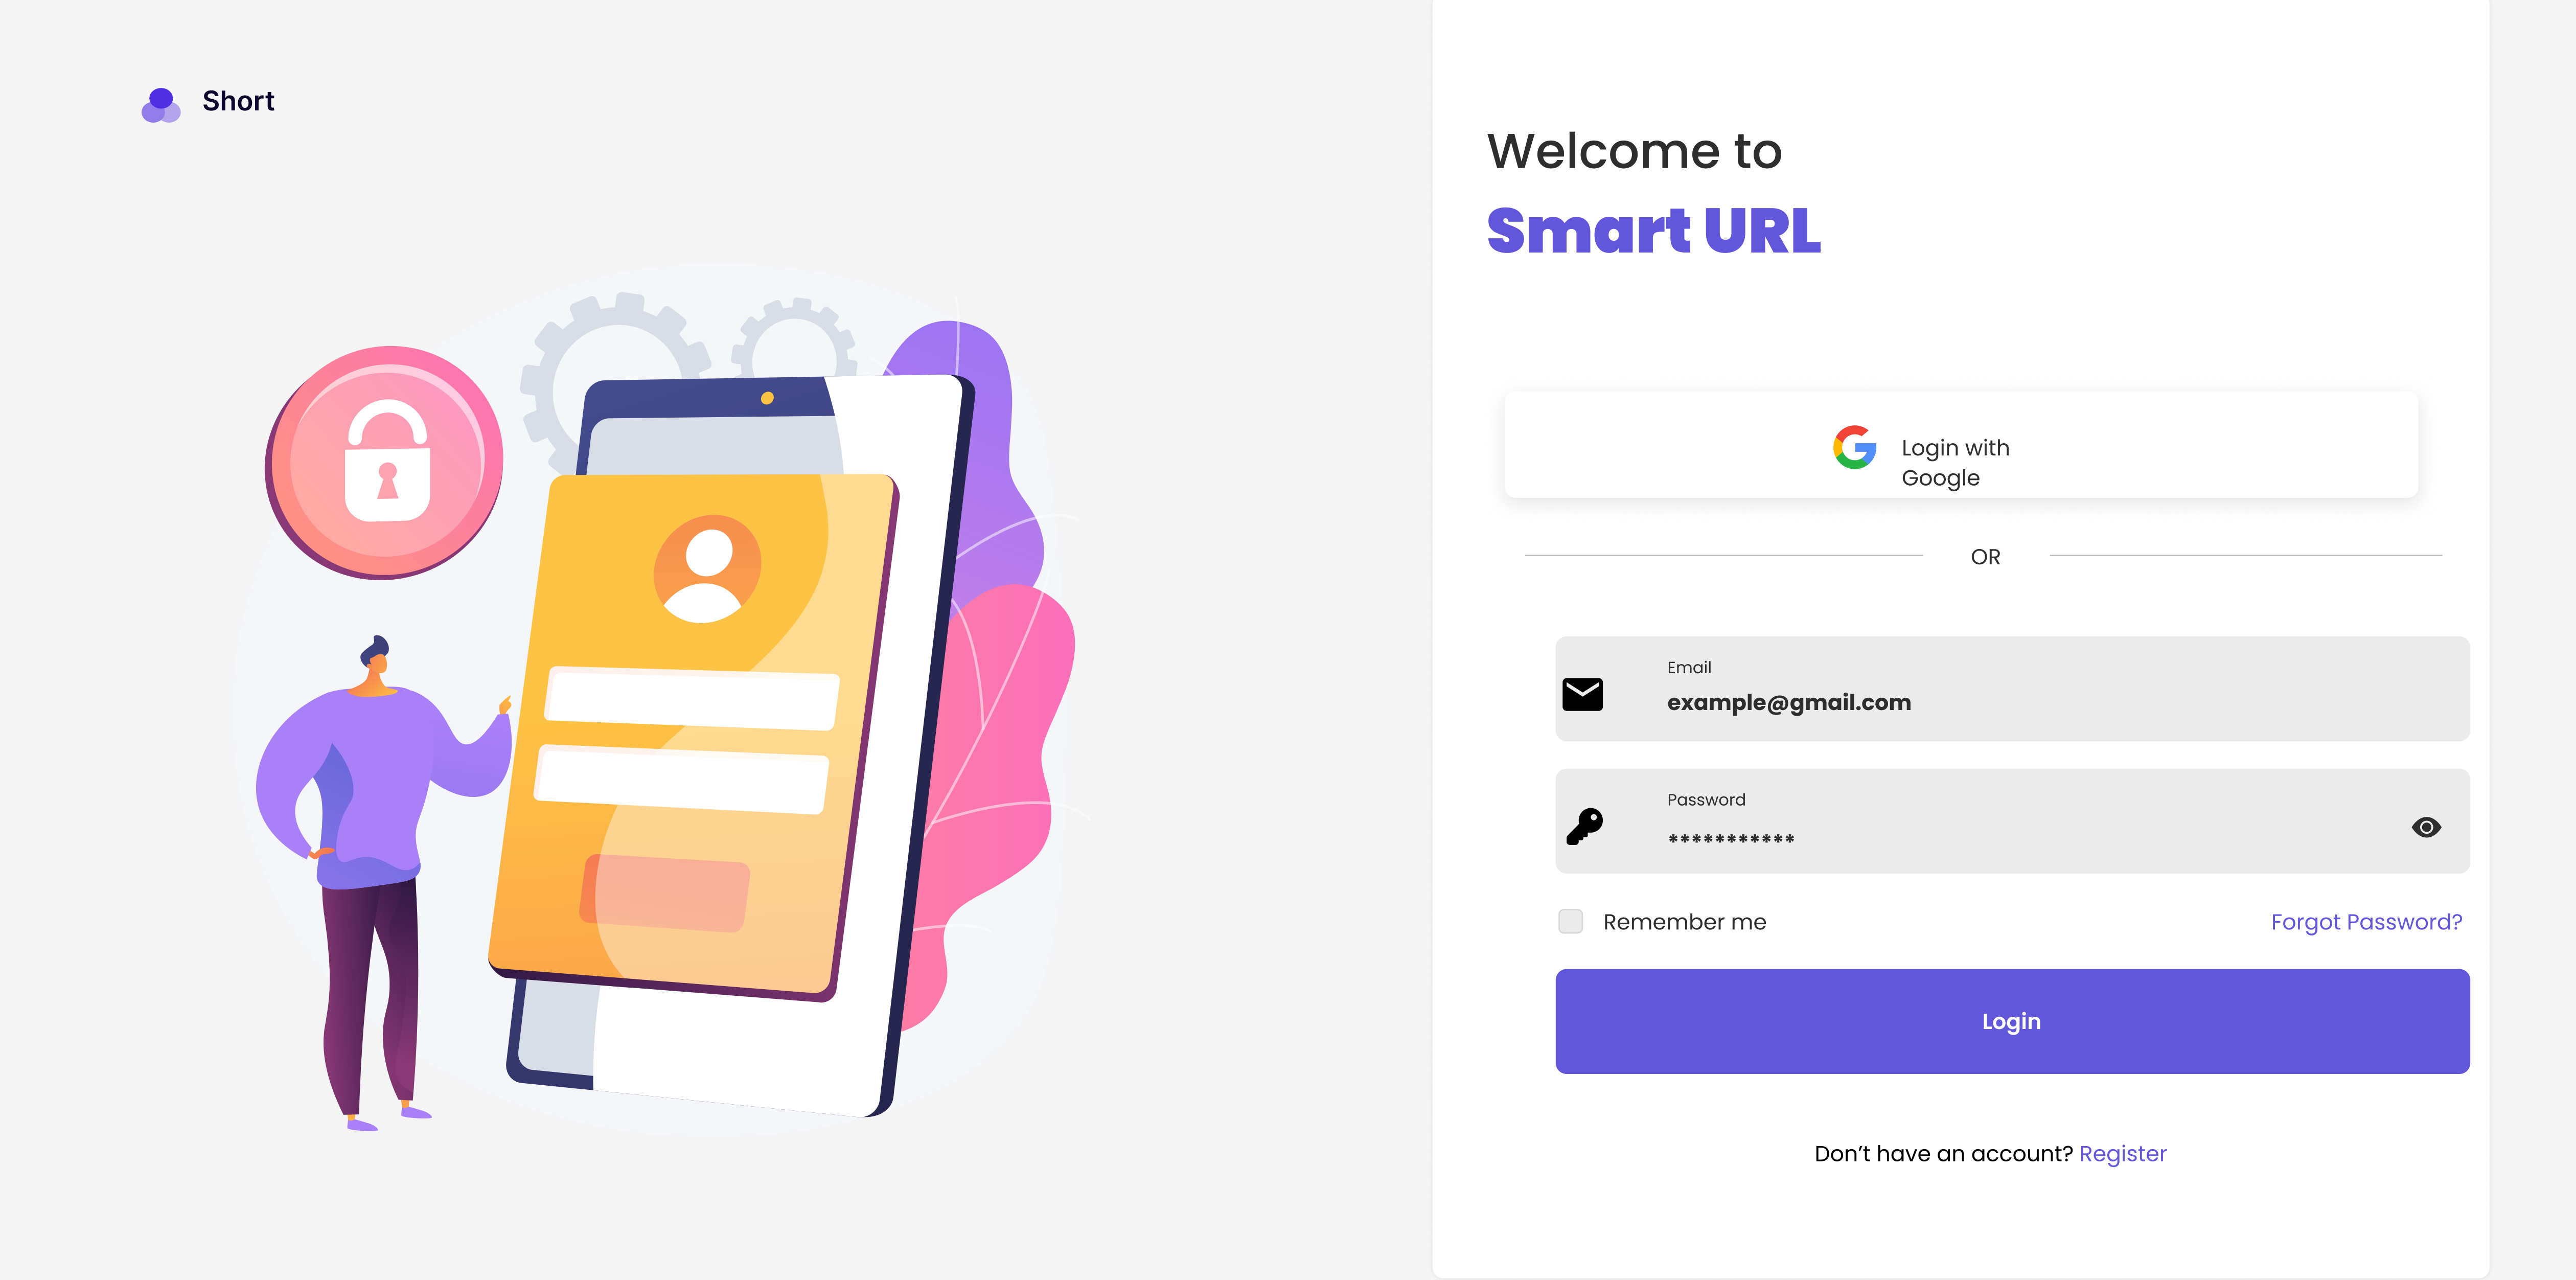 Short
Welcome to
Smart URL
Login with
Google
OR
Email
example@gmail.com
Password
***********
Remember me
Forgot Password?
Login
Don’t have an account? Register